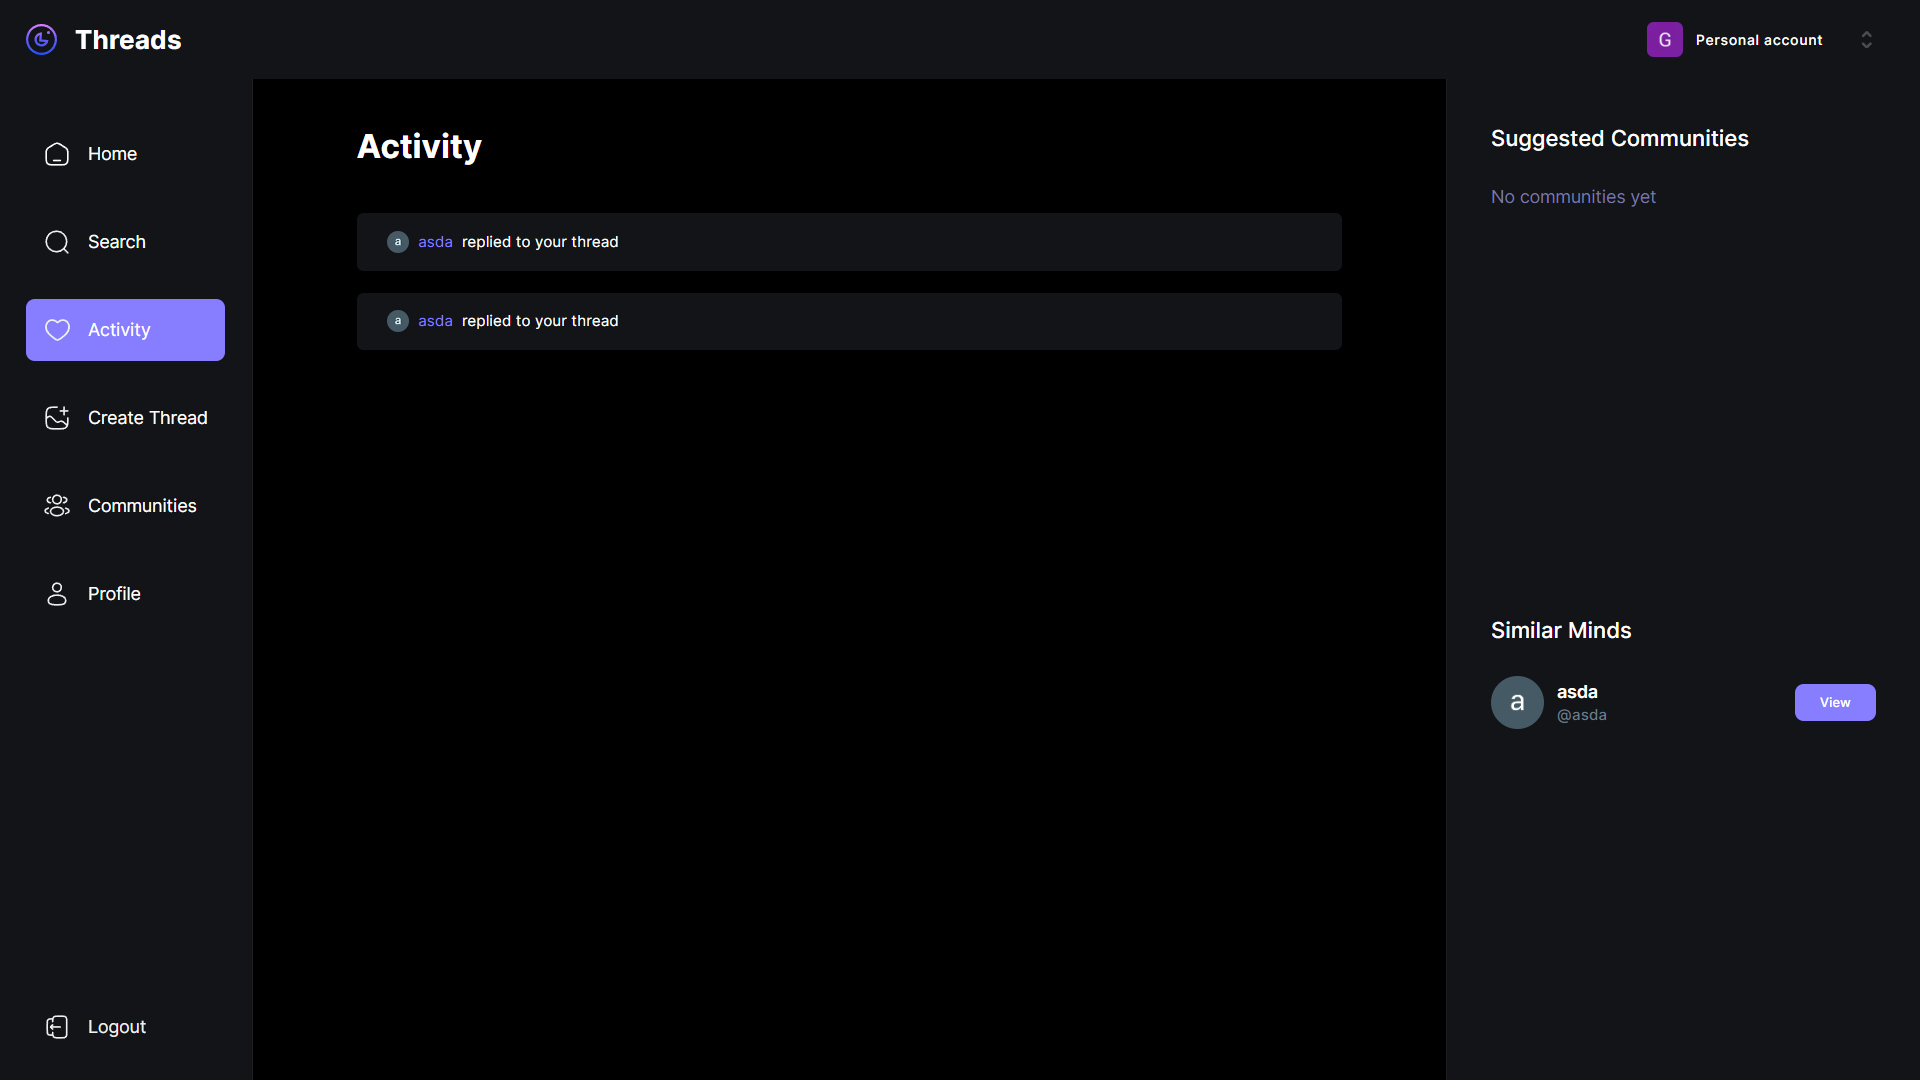 Threads
G Personal account
Home
Search
Activity
Create Thread
Communities
Profile
Logout
Activity
a asda replied to your thread
a asda replied to your thread
Suggested Communities
No communities yet
Similar Minds
a
asda
@asda
View